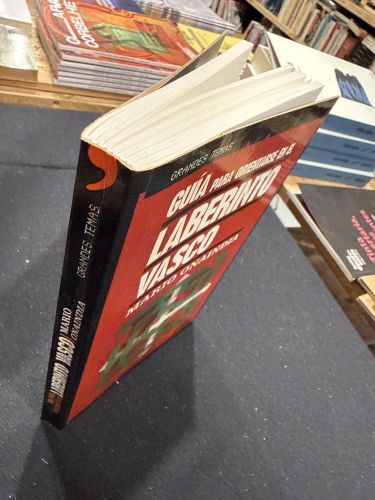 GRANDES TEMAS
GUÍA PARA ORIENTARSE EN EL
LABERINTO
VASCO
MARIO ONAINDIA
GRANDES TEMAS
LABERINTO VASCO
MARIO
ONAINDIA